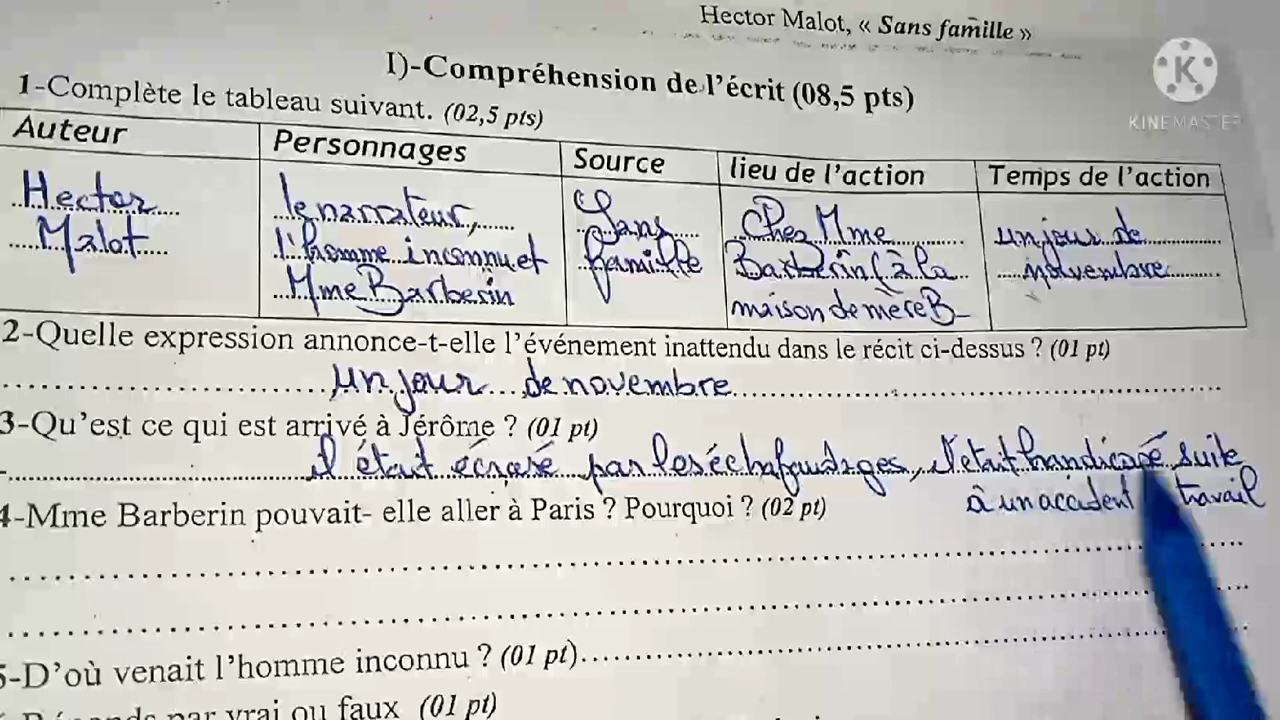 Hector Malot, « Sans famille »
KINEMASTER
I)-Compréhension de l'écrit (08,5 pts)
1-Complète le tableau suivant. (02,5 pts)
Auteur Personnages Source lieu de l'action Temps de l'action
Hector le narrateur, Sans Chez Mme un jour de
Malot l'homme inconnu et famille Barberin (à la novembre
Mme Barberin maison de mère B
2-Quelle expression annonce-t-elle l'événement inattendu dans le récit ci-dessus ? (01 pt)
un jour de novembre
3-Qu'est ce qui est arrivé à Jérôme ? (01 pt)
il était écrasé par les échafaudages, il était handicapé suite
à un accident travail
4-Mme Barberin pouvait- elle aller à Paris ? Pourquoi ? (02 pt)
5-D'où venait l'homme inconnu ? (01 pt)
par vrai ou faux (01 pt)